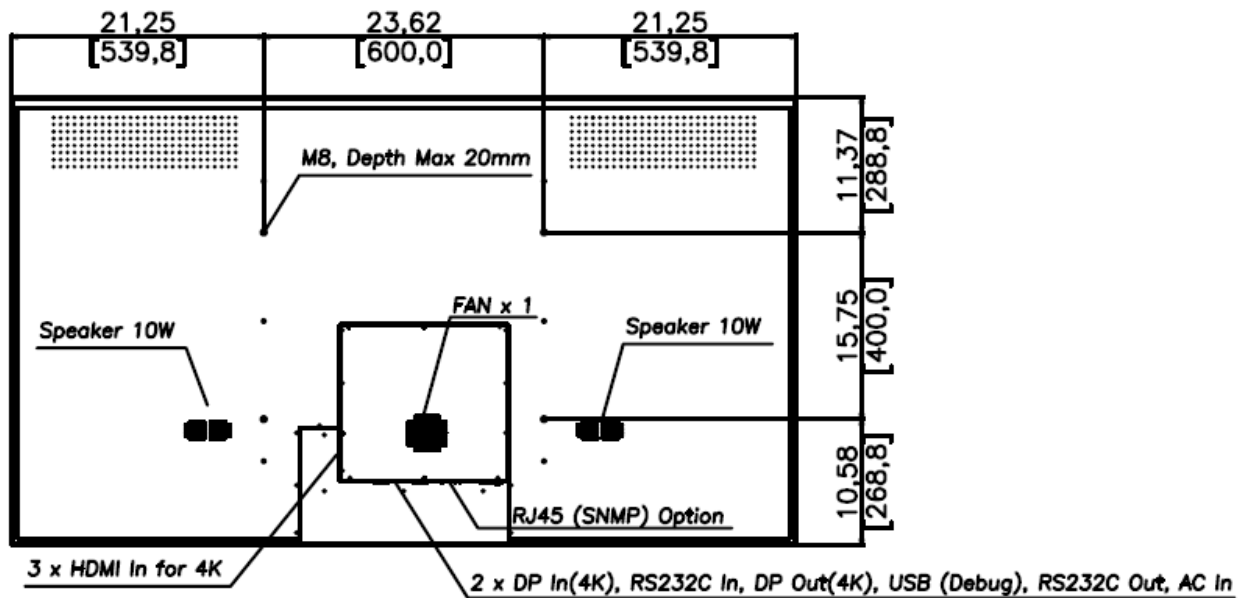 21,25
[539,8]
23,62
[600,0]
21,25
[539,8]
11,37
[288,8]
M8, Depth Max 20mm
15,75
[400,0]
FAN x 1
Speaker 10W
Speaker 10W
10,58
[268,8]
RJ45 (SNMP) Option
3 x HDMI In for 4K
2 x DP In(4K), RS232C In, DP Out(4K), USB (Debug), RS232C Out, AC In